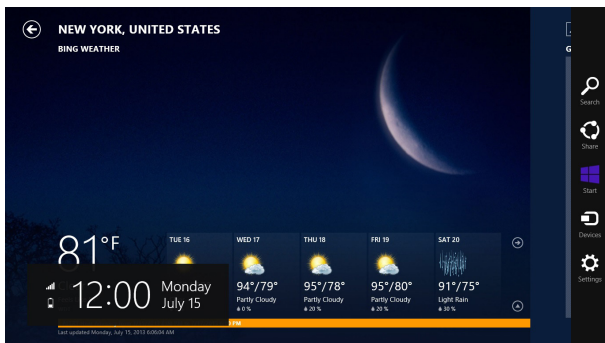 NEW YORK, UNITED STATES
BING WEATHER
G
Search
Share
Start
Devices
Settings
81°F
TUE 16
WED 17
94°/79°
Partly Cloudy
0 %
THU 18
95°/78°
Partly Cloudy
20 %
FRI 19
95°/80°
Partly Cloudy
20 %
SAT 20
91°/75°
Light Rain
30 %
12:00
Monday
July 15
PM
Last updated Monday, July 15, 2013 6:06:04 AM